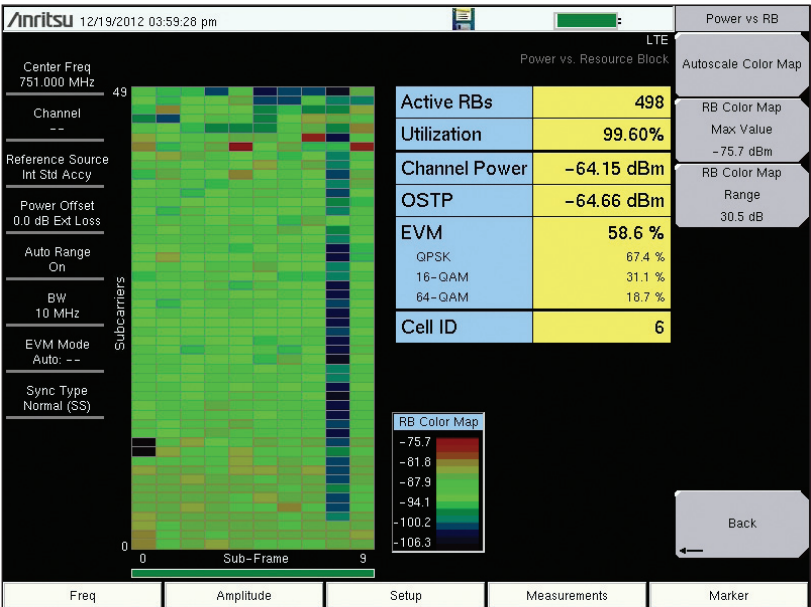 Anritsu 12/19/2012 03:59:28 pm
Power vs RB
LTE
Power vs. Resource Block
Center Freq
751.000 MHz
Channel
--
Reference Source
Int Std Accy
Power Offset
0.0 dB Ext Loss
Auto Range
On
BW
10 MHz
EVM Mode
Auto: --
Sync Type
Normal (SS)
49
Subcarriers
0
0 Sub-Frame 9
Active RBs 498
Utilization 99.60%
Channel Power -64.15 dBm
OSTP -64.66 dBm
EVM 58.6 %
QPSK 67.4 %
16-QAM 31.1 %
64-QAM 18.7 %
Cell ID 6
RB Color Map
-75.7
-81.8
-87.9
-94.1
-100.2
-106.3
Autoscale Color Map
RB Color Map
Max Value
-75.7 dBm
RB Color Map
Range
30.5 dB
Back
Freq
Amplitude
Setup
Measurements
Marker